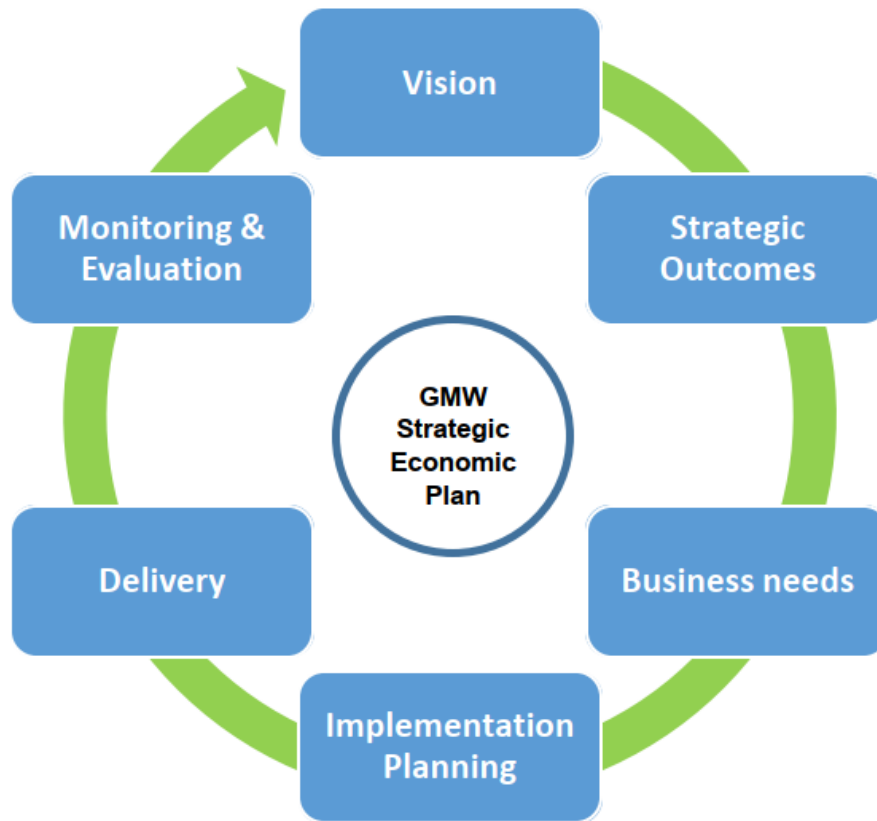 Vision
Strategic
Outcomes
Business needs
Implementation
Planning
Delivery
Monitoring &
Evaluation
GMW
Strategic
Economic
Plan